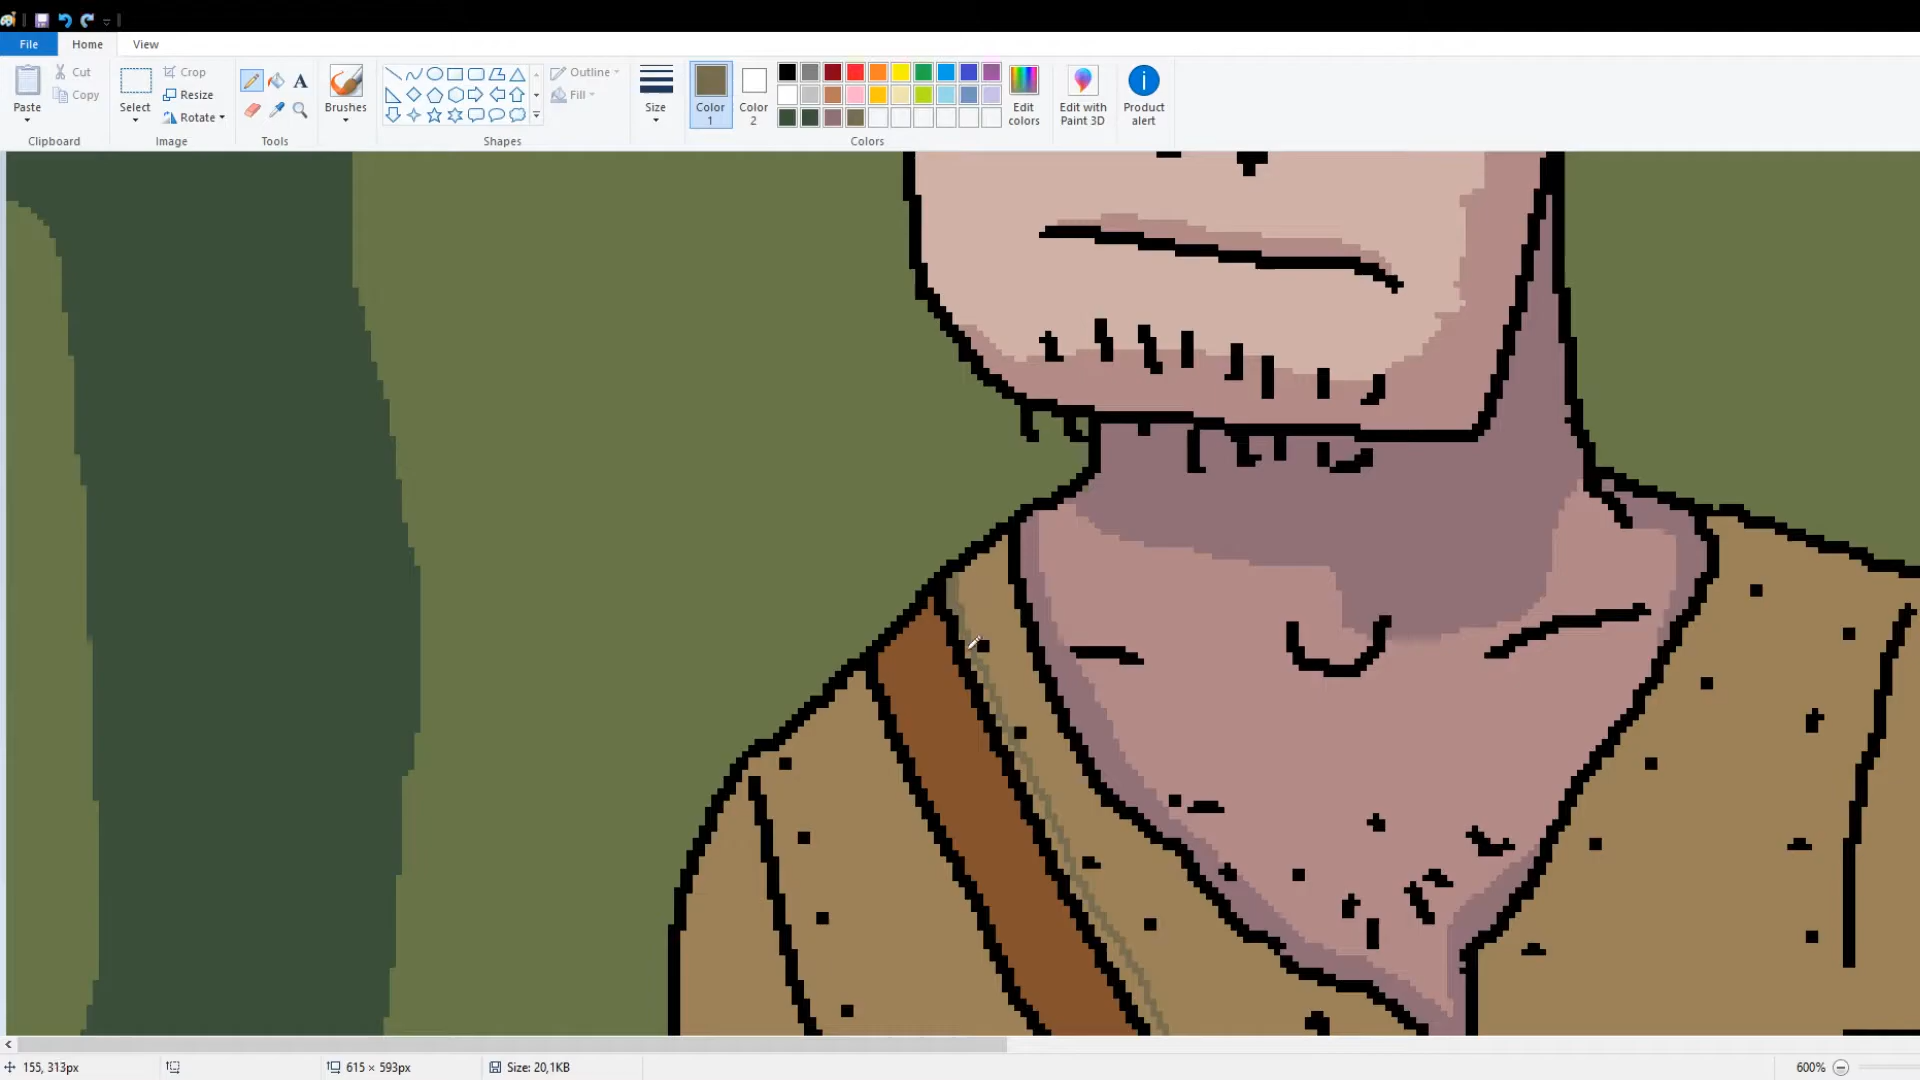 File Home View
Paste Cut Copy
Clipboard
Select Crop Resize Rotate
Image
A
Tools
Brushes
Shapes
Outline Fill
Size
Color 1
Color 2
Edit colors
Colors
Edit with Paint 3D
Product alert
155, 313px 615 × 593px Size: 20,1KB 600%